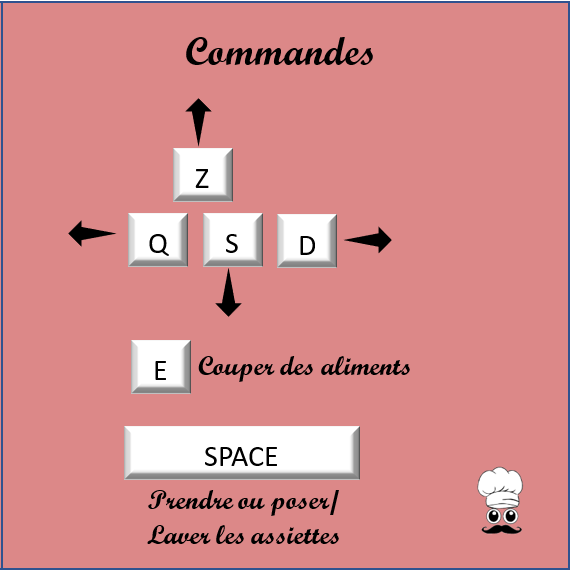 Commandes
Z
Q S D
E Couper des aliments
SPACE
Prendre ou poser/
Laver les assiettes